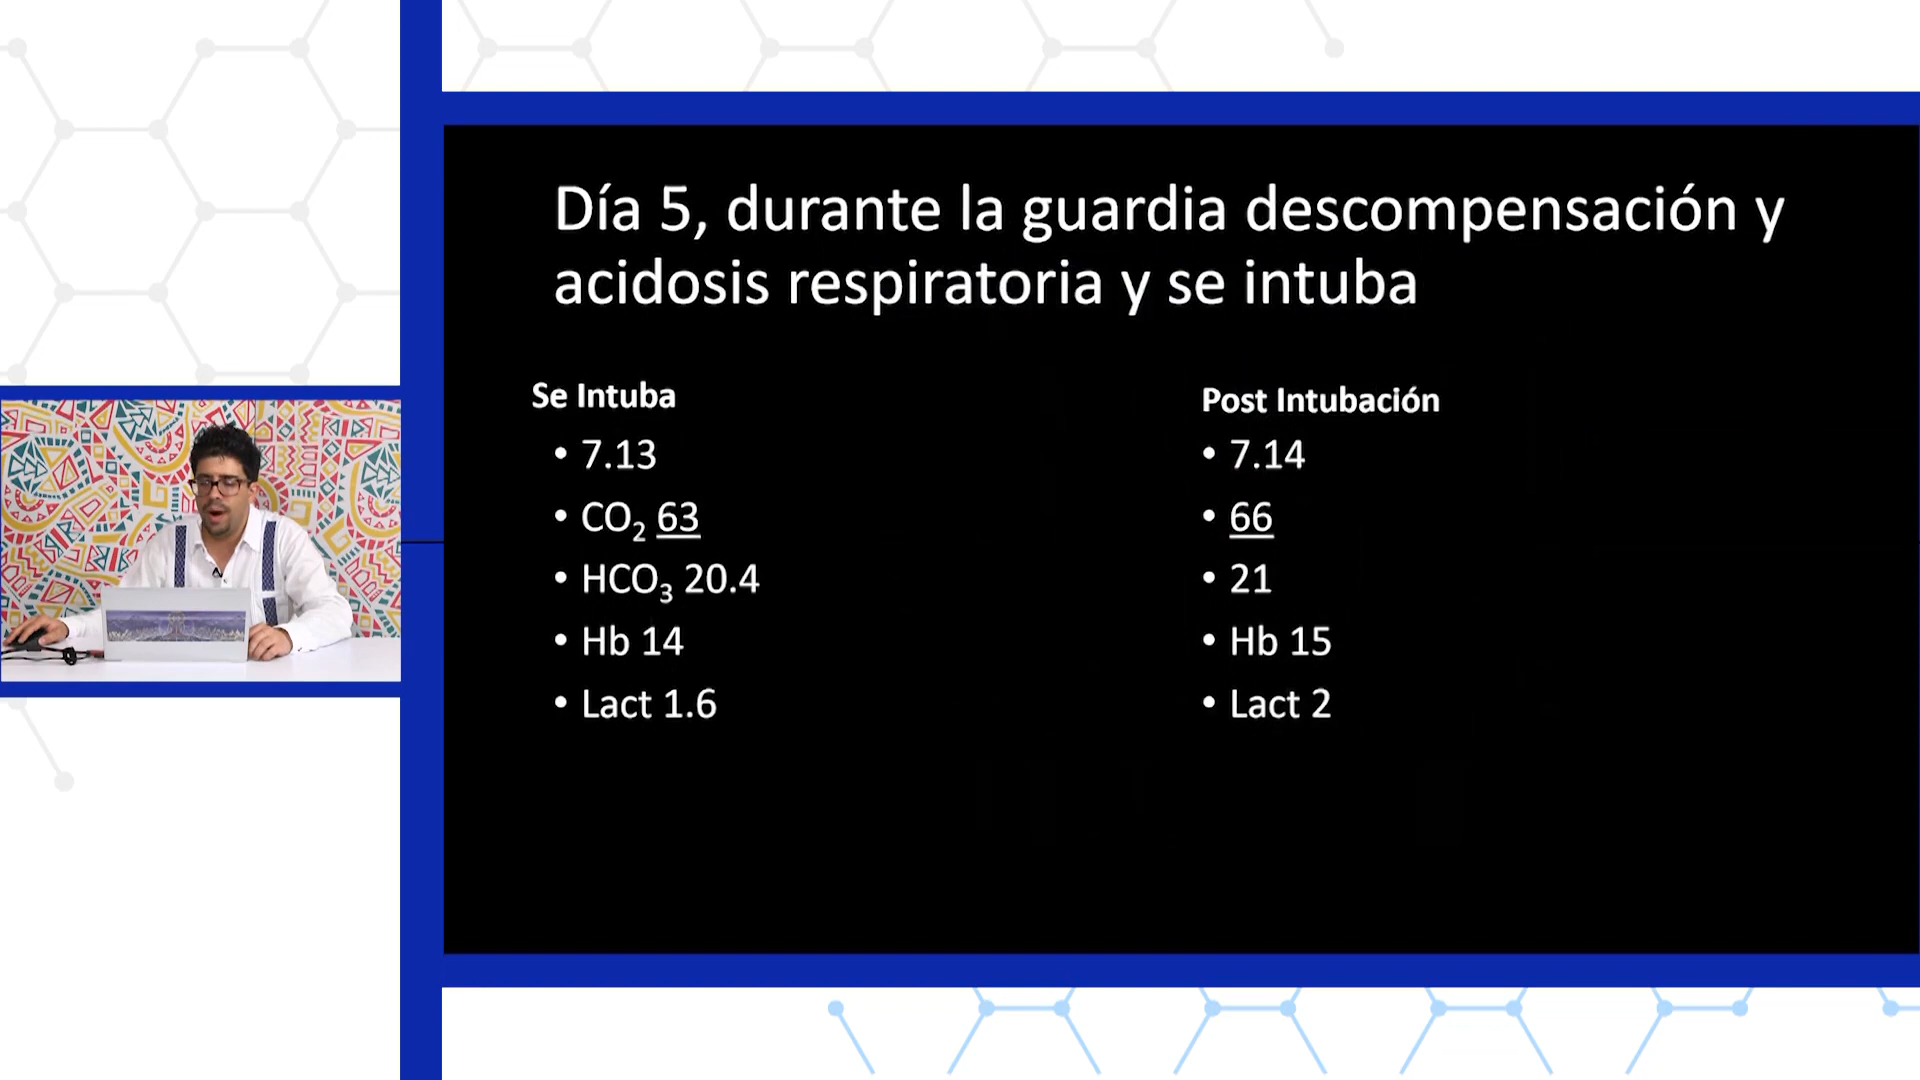 Día 5, durante la guardia descompensación y
acidosis respiratoria y se intuba
Se Intuba
• 7.13
• CO₂ 63
• HCO₃ 20.4
• Hb 14
• Lact 1.6
Post Intubación
• 7.14
• 66
• 21
• Hb 15
• Lact 2